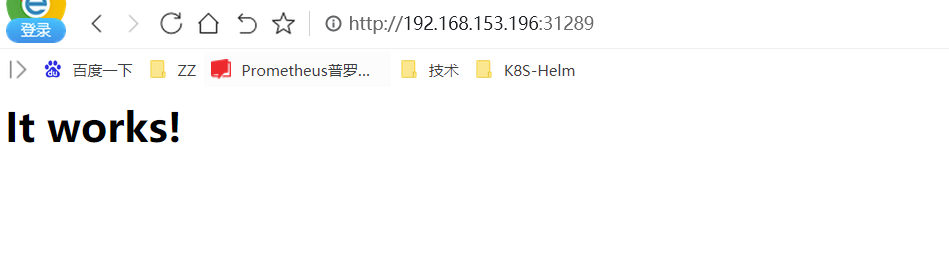 登录 http://192.168.153.196:31289
百度一下 ZZ Prometheus普罗... 技术 K8S-Helm
It works!